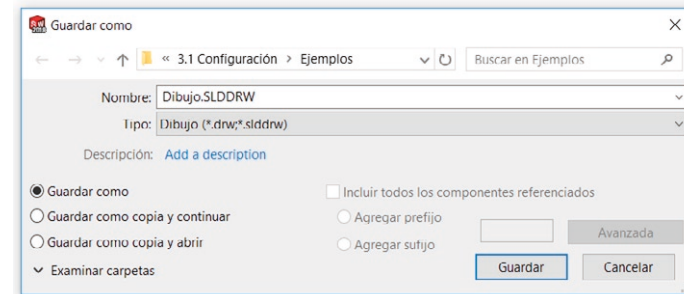 Guardar como
« 3.1 Configuración > Ejemplos
Buscar en Ejemplos
Nombre: Dibujo.SLDDRW
Tipo: Dibujo (*.drw;*.slddrw)
Descripción: Add a description
Guardar como
Incluir todos los componentes referenciados
Guardar como copia y continuar
Agregar prefijo
Avanzada
Guardar como copia y abrir
Agregar sufijo
Examinar carpetas
Guardar
Cancelar